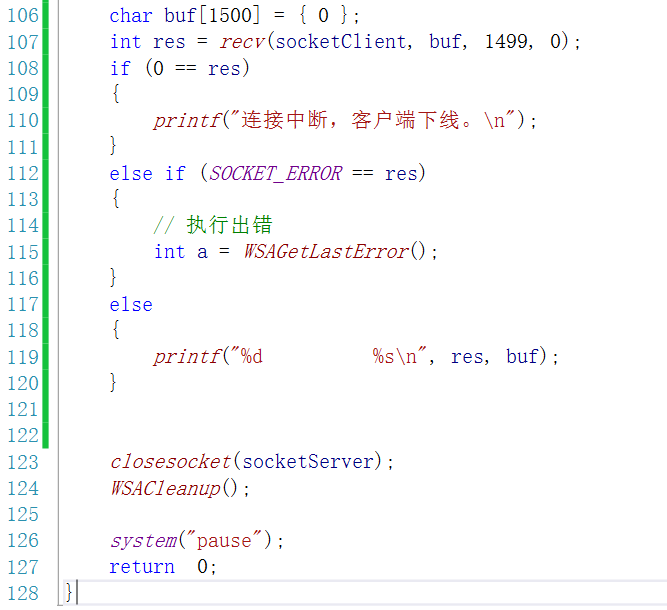 106 char buf[1500] = { 0 };
107 int res = recv(socketClient, buf, 1499, 0);
108 if (0 == res)
109 {
110 printf("连接中断，客户端下线。\n");
111 }
112 else if (SOCKET_ERROR == res)
113 {
114 // 执行出错
115 int a = WSAGetLastError();
116 }
117 else
118 {
119 printf("%d          %s\n", res, buf);
120 }
121
122
123 closesocket(socketServer);
124 WSACleanup();
125
126 system("pause");
127 return  0;
128 }